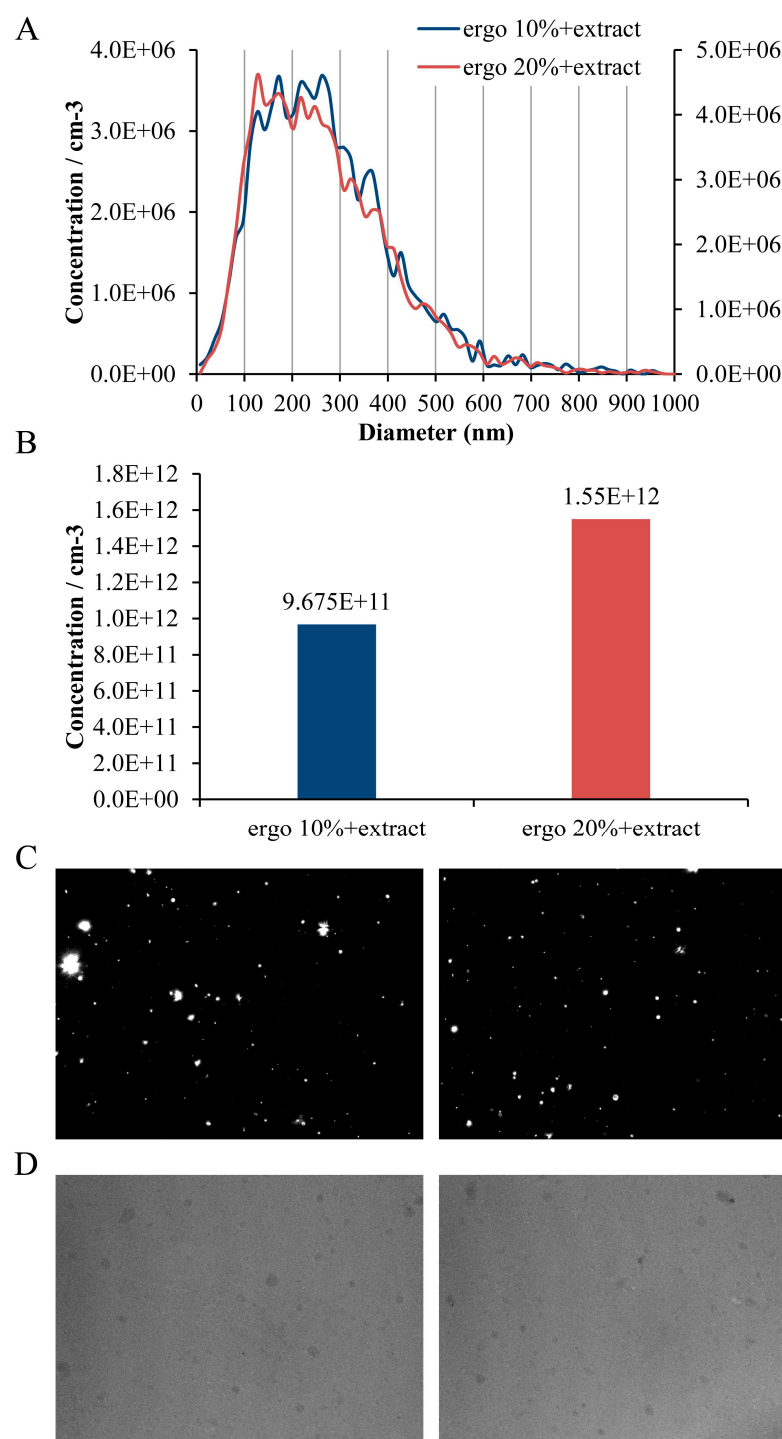 A
ergo 10%+extract
ergo 20%+extract
4.0E+06
3.0E+06
2.0E+06
1.0E+06
0.0E+00
Concentration / cm-3
5.0E+06
4.0E+06
3.0E+06
2.0E+06
1.0E+06
0.0E+00
0 100 200 300 400 500 600 700 800 900 1000
Diameter (nm)
B
1.8E+12
1.6E+12
1.4E+12
1.2E+12
1.0E+12
8.0E+11
6.0E+11
4.0E+11
2.0E+11
0.0E+00
Concentration / cm-3
9.675E+11
1.55E+12
ergo 10%+extract ergo 20%+extract
C
D